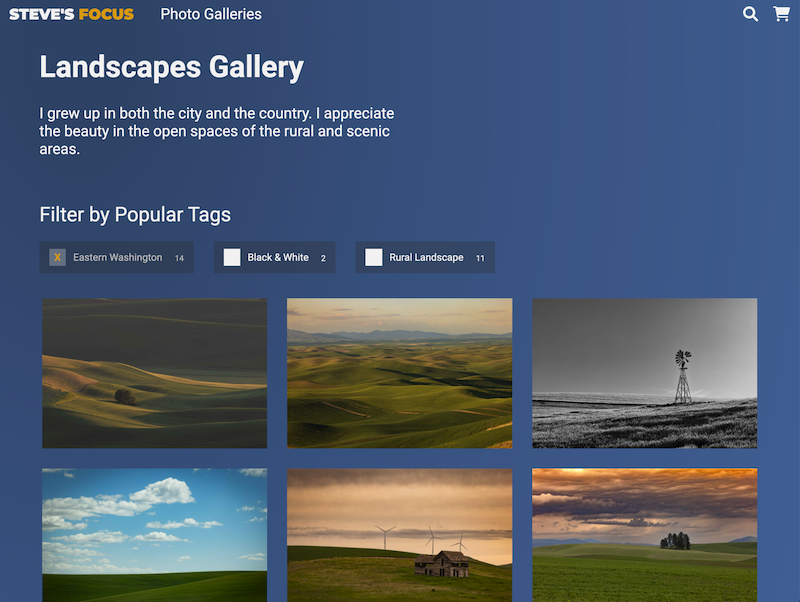 STEVE'S FOCUS Photo Galleries
Landscapes Gallery
I grew up in both the city and the country. I appreciate
the beauty in the open spaces of the rural and scenic
areas.
Filter by Popular Tags
X Eastern Washington 14 Black & White 2 Rural Landscape 11